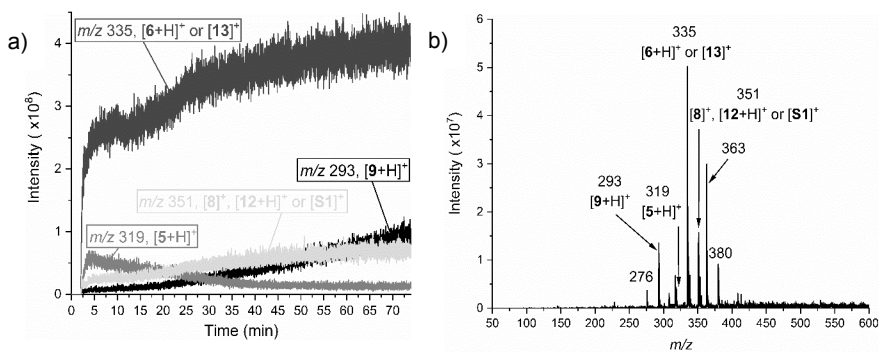 a)
m/z 335, [6+H]⁺ or [13]⁺
m/z 293, [9+H]⁺
m/z 351, [8]⁺, [12+H]⁺ or [S1]⁺
m/z 319, [5+H]⁺
Intensity ( x10⁸)
4
3
2
1
0
0 5 10 15 20 25 30 35 40 45 50 55 60 65 70
Time (min)
b)
335
[6+H]⁺ or [13]⁺
351
[8]⁺, [12+H]⁺ or [S1]⁺
363
293
[9+H]⁺
319
[5+H]⁺
276
380
Intensity ( x10⁷)
6
5
4
3
2
1
0
50 100 150 200 250 300 350 400 450 500 550 600
m/z